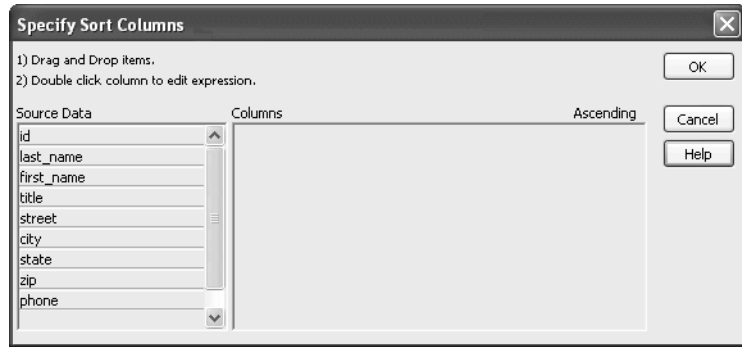 Specify Sort Columns
1) Drag and Drop items.
2) Double click column to edit expression.
OK
Source Data Columns Ascending
Cancel
Help
id
last_name
first_name
title
street
city
state
zip
phone